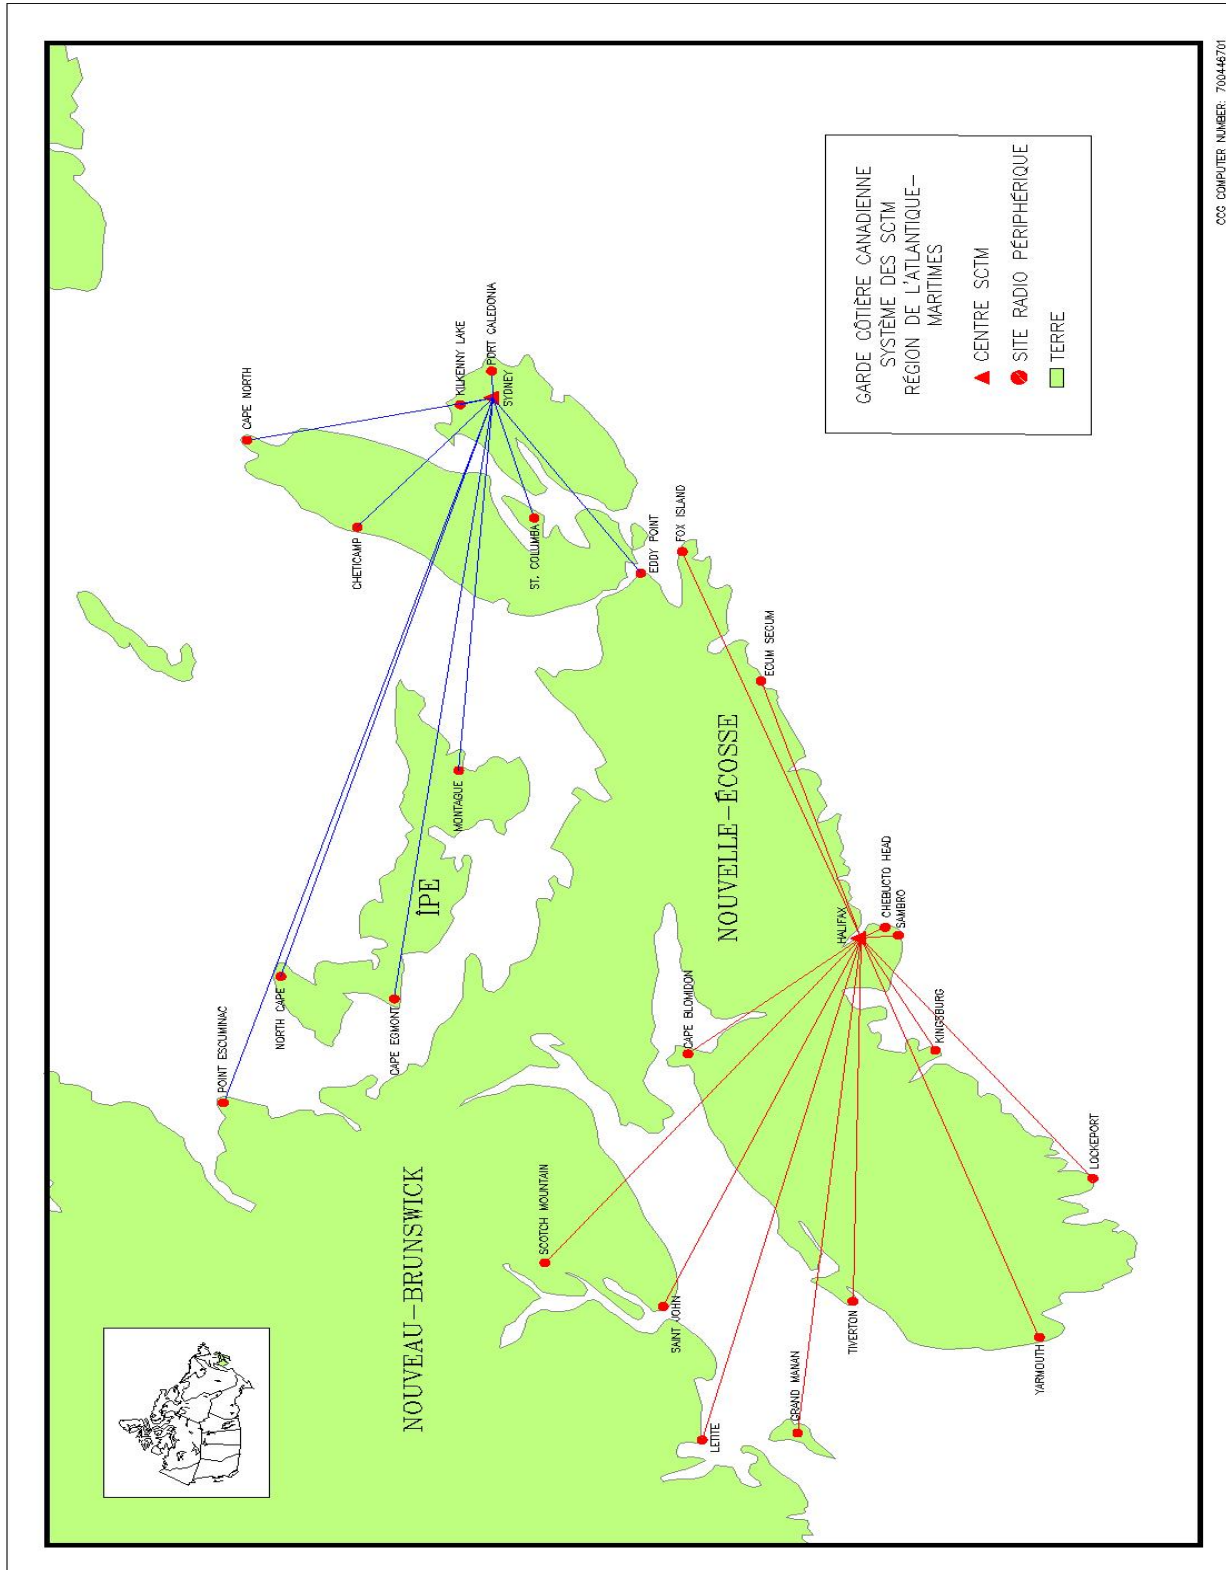 CCG COMPUTER NUMBER: 700446701
GARDE CÔTIÈRE CANADIENNE
SYSTÈME DES SCTM
RÉGION DE L'ATLANTIQUE-
MARITIMES
CENTRE SCTM
SITE RADIO PÉRIPHÉRIQUE
TERRE
CAPE NORTH
KILKENNY LAKE
PORT CALEDONIA
SYDNEY
CHETICAMP
ST. COLUMBA
EDDY POINT
FOX ISLAND
ECUM SECUM
MONTAGUE
ÎPE
NORTH CAPE
CAPE EGMONT
POINT ESCUMINAC
NOUVELLE-ÉCOSSE
HALIFAX
CHEBUCTO HEAD
SAMBRO
CAPE BLOMIDON
KINGSBURG
LOCKEPORT
NOUVEAU-BRUNSWICK
SCOTCH MOUNTAIN
SAINT JOHN
LETITE
GRAND MANAN
TIVERTON
YARMOUTH